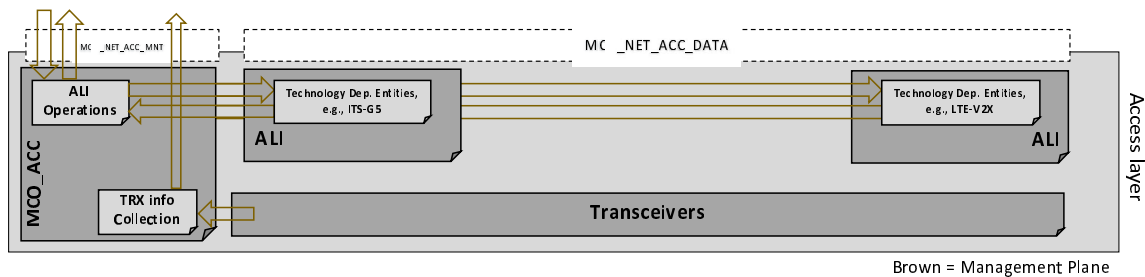 MC _NET_ACC_MNT
MC _NET_ACC_DATA
ALI
Operations
Technology Dep. Entities,
e.g., ITS-G5
ALI
Technology Dep. Entities,
e.g., LTE-V2X
ALI
MCO_ACC
TRX info
Collection
Transceivers
Access layer
Brown = Management Plane